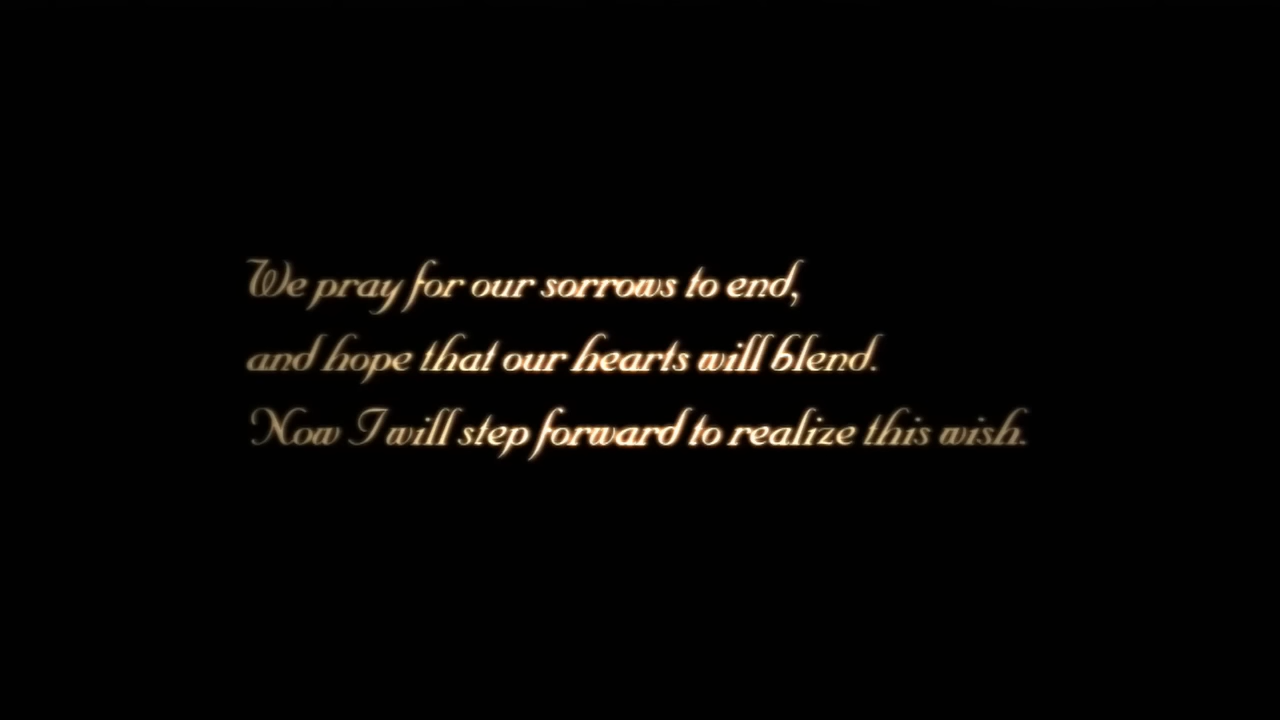 We pray for our sorrows to end,
and hope that our hearts will blend.
Now I will step forward to realize this wish.